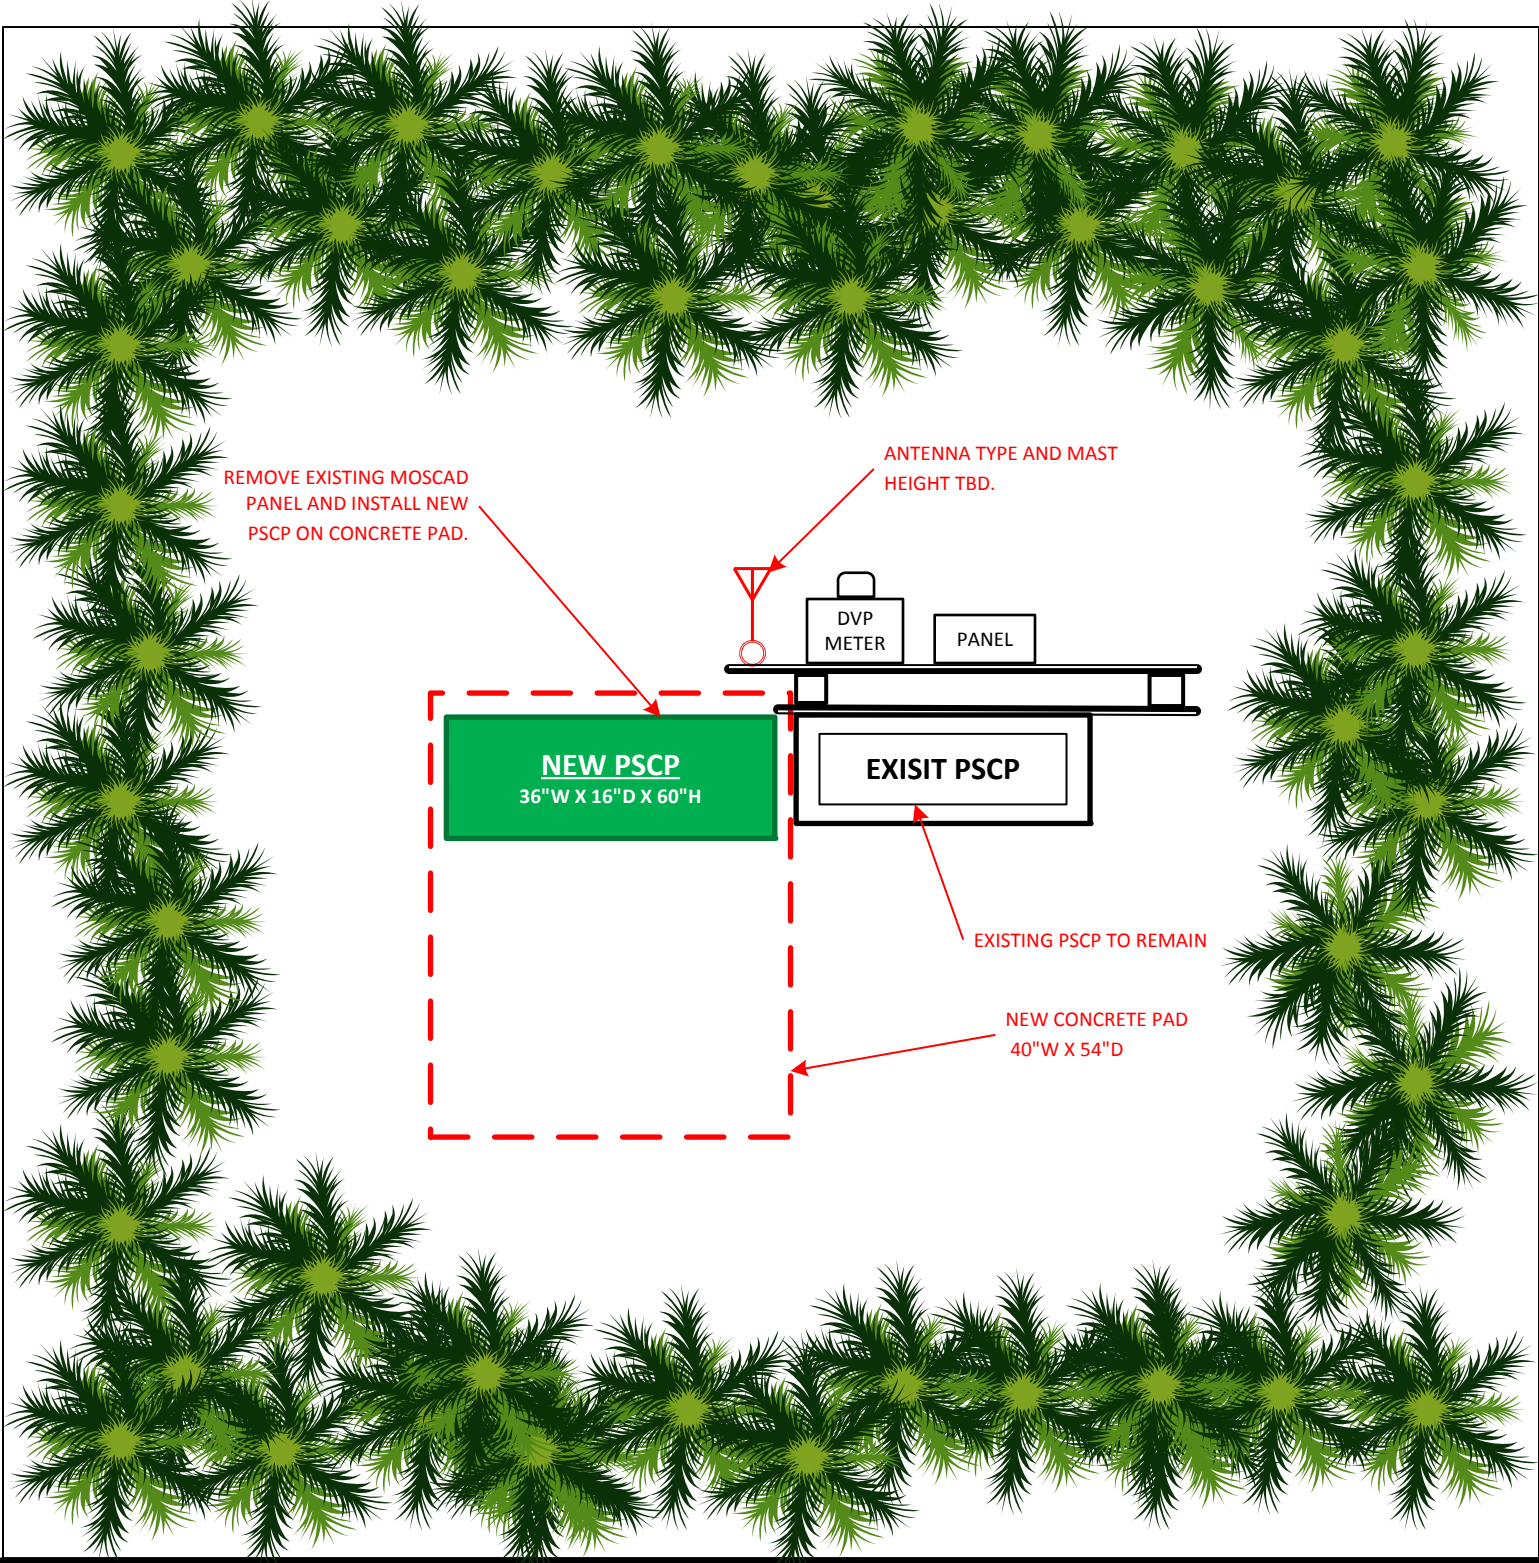 REMOVE EXISTING MOSCAD
PANEL AND INSTALL NEW
PSCP ON CONCRETE PAD.
ANTENNA TYPE AND MAST
HEIGHT TBD.
DVP
METER
PANEL
NEW PSCP
36"W X 16"D X 60"H
EXISIT PSCP
EXISTING PSCP TO REMAIN
NEW CONCRETE PAD
40"W X 54"D